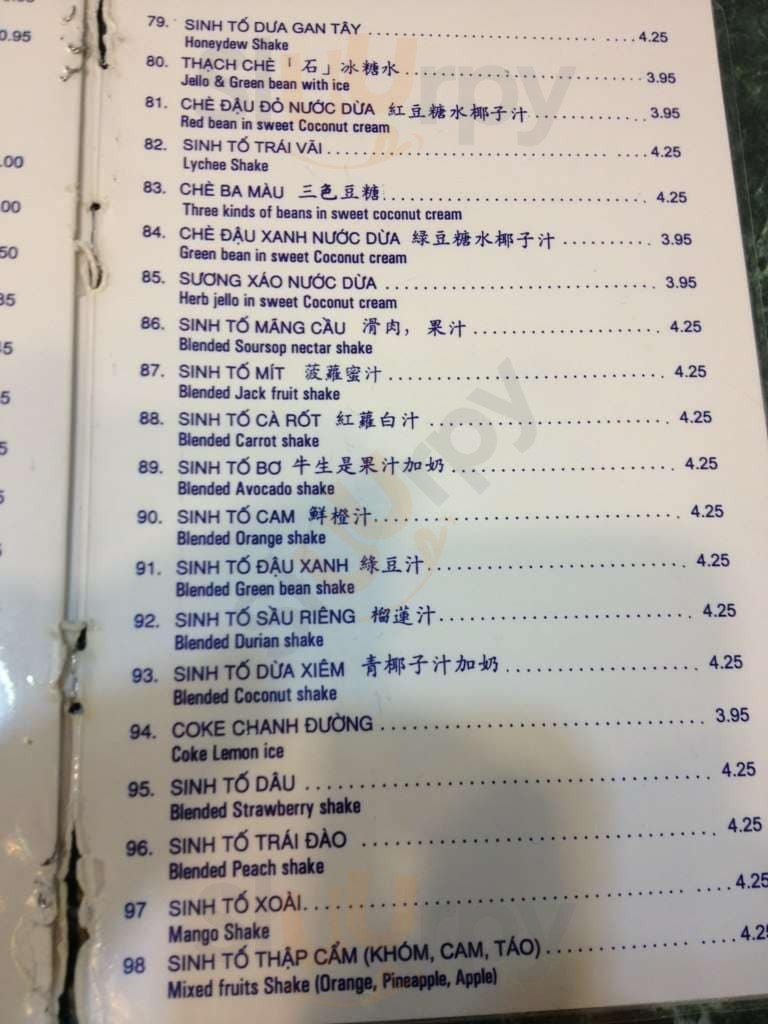 0.95
.00
.00
50
79. SINH TỐ DƯA GAN TÂY 4.25
Honeydew Shake
80. THẠCH CHÈ「石」冰糖水 3.95
Jello & Green bean with ice
81. CHÈ ĐẬU ĐỎ NƯỚC DỪA 紅豆糖水椰子汁 3.95
Red bean in sweet Coconut cream
82. SINH TỐ TRÁI VÃI 4.25
Lychee Shake
83. CHÈ BA MÀU 三色豆糖 4.25
Three kinds of beans in sweet coconut cream
84. CHÈ ĐẬU XANH NƯỚC DỪA 綠豆糖水椰子汁 3.95
Green bean in sweet Coconut cream
85. SƯƠNG XÁO NƯỚC DỪA 3.95
Herb jello in sweet Coconut cream
86. SINH TỐ MÃNG CẦU 滑肉，果汁 4.25
Blended Soursop nectar shake
87. SINH TỐ MÍT 菠蘿蜜汁 4.25
Blended Jack fruit shake
88. SINH TỐ CÀ RỐT 紅蘿白汁 4.25
Blended Carrot shake
89. SINH TỐ BƠ 牛生是果汁加奶 4.25
Blended Avocado shake
90. SINH TỐ CAM 鮮橙汁 4.25
Blended Orange shake
91. SINH TỐ ĐẬU XANH 綠豆汁 4.25
Blended Green bean shake
92. SINH TỐ SẦU RIÊNG 榴蓮汁 4.25
Blended Durian shake
93. SINH TỐ DỪA XIÊM 青椰子汁加奶 4.25
Blended Coconut shake
94. COKE CHANH ĐƯỜNG 3.95
Coke Lemon ice
95. SINH TỐ DÂU 4.25
Blended Strawberry shake
96. SINH TỐ TRÁI ĐÀO 4.25
Blended Peach shake
97 SINH TỐ XOÀI 4.25
Mango Shake
98 SINH TỐ THẬP CẨM (KHÓM, CAM, TÁO) 4.25
Mixed fruits Shake (Orange, Pineapple, Apple)